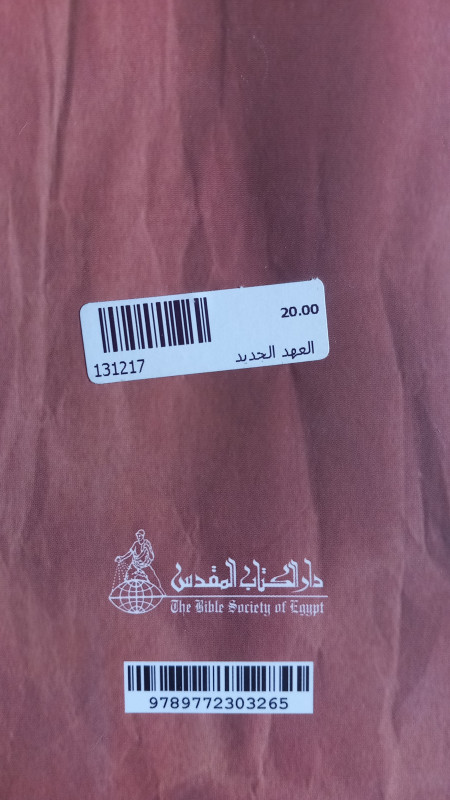 20.00
العهد الجديد
131217
دار الكتاب المقدس
The Bible Society of Egypt
9789772303265